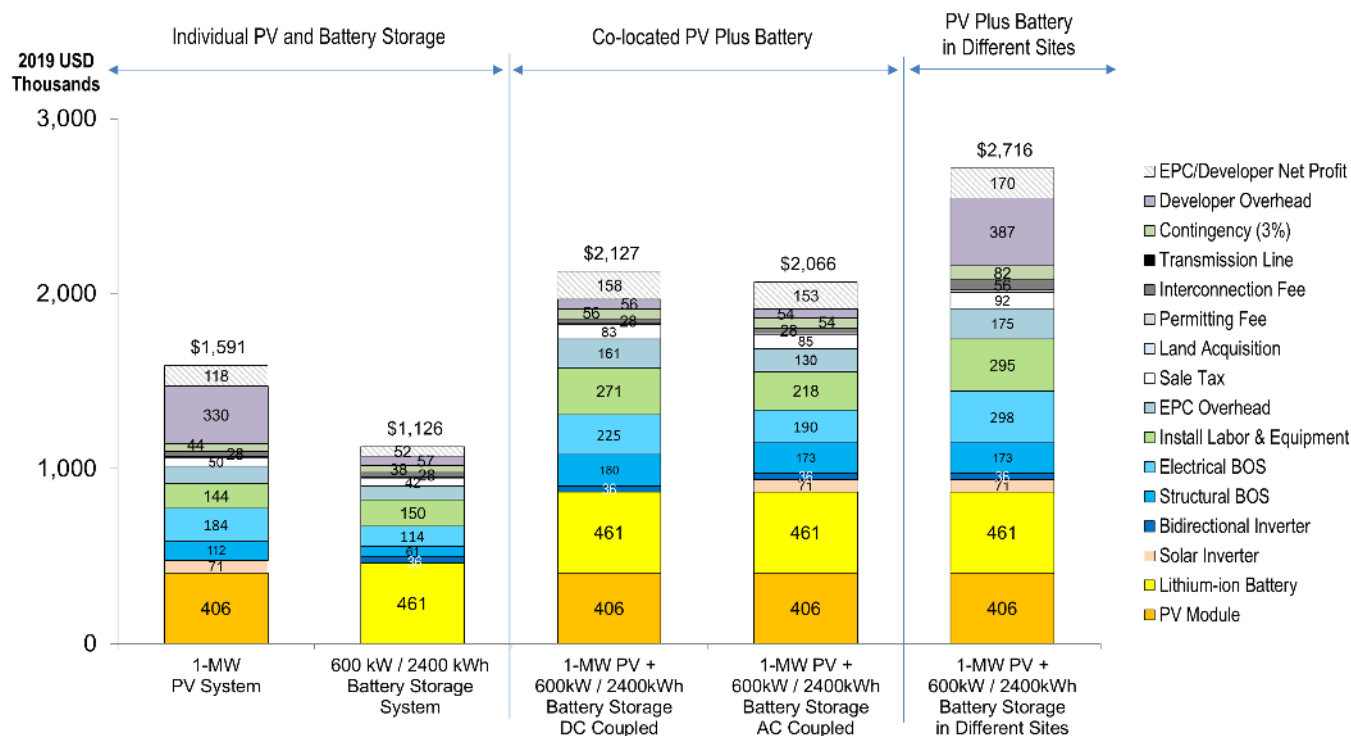 Individual PV and Battery Storage
Co-located PV Plus Battery
PV Plus Battery
in Different Sites
2019 USD
Thousands
3,000
2,000
1,000
0
$1,591
118
330
44
28
50
144
184
112
71
406
$1,126
52
57
38
28
42
150
114
61
36
461
$2,127
158
56
56
28
83
161
271
225
180
36
461
406
$2,066
153
54
54
28
85
130
218
190
173
36
71
461
406
$2,716
170
387
82
56
92
175
295
298
173
36
71
461
406
EPC/Developer Net Profit
Developer Overhead
Contingency (3%)
Transmission Line
Interconnection Fee
Permitting Fee
Land Acquisition
Sale Tax
EPC Overhead
Install Labor & Equipment
Electrical BOS
Structural BOS
Bidirectional Inverter
Solar Inverter
Lithium-ion Battery
PV Module
1-MW
PV System
600 kW / 2400 kWh
Battery Storage
System
1-MW PV +
600kW / 2400kWh
Battery Storage
DC Coupled
1-MW PV +
600kW / 2400kWh
Battery Storage
AC Coupled
1-MW PV +
600kW / 2400kWh
Battery Storage
in Different Sites